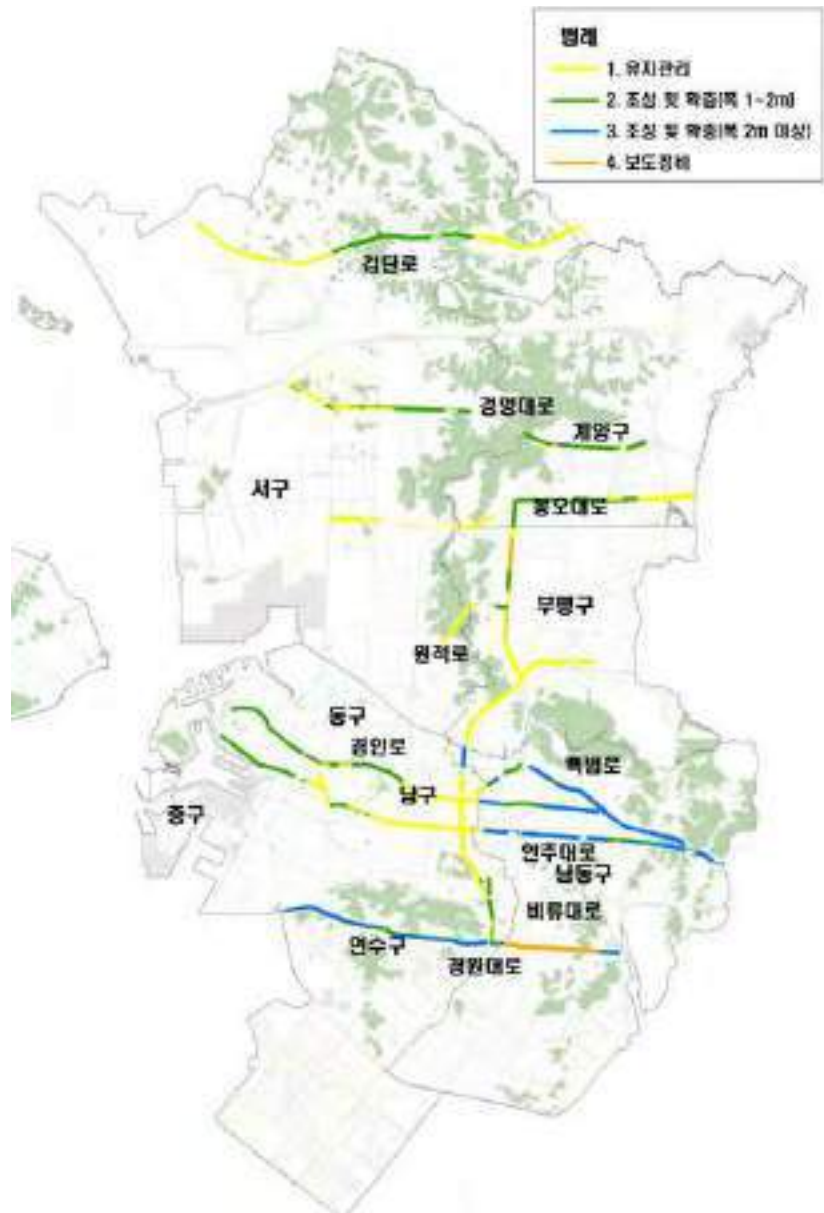 범례
1. 유지관리
2. 조성 및 확충(폭 1~2m)
3. 조성 및 확충(폭 2m 이상)
4. 보도정비
검단로
경명대로
계양구
서구
봉오대로
부평구
원적로
동구
경인로
백범로
남구
중구
인주대로
남동구
비류대로
연수구
경원대로